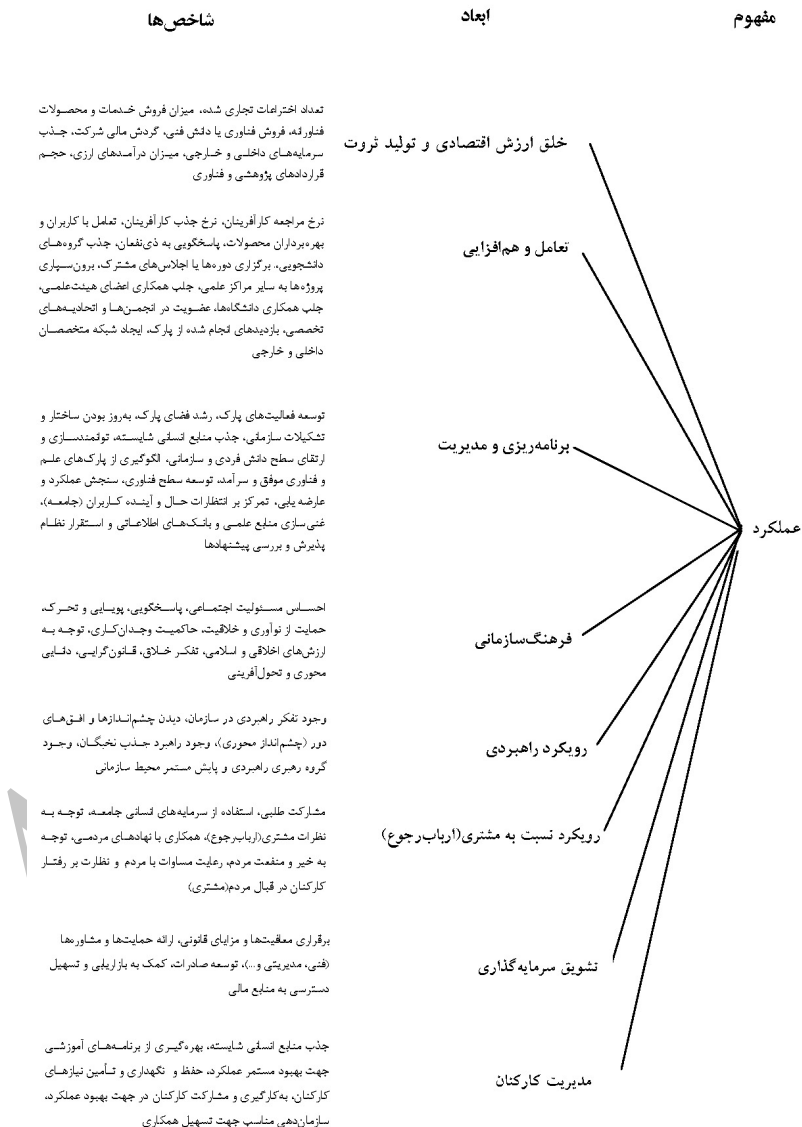 مفهوم
ابعاد
شاخص‌ها
عملکرد
خلق ارزش اقتصادی و تولید ثروت
تعداد اختراعات تجاری شده، میزان فروش خدمات و محصولات
فناورانه، فروش فناوری یا دانش فنی، گردش مالی شرکت، جذب
سرمایه‌های داخلی و خارجی، میزان درآمدهای ارزی، حجم
قراردادهای پژوهشی و فناوری
تعامل و هم‌افزایی
نرخ مراجعه کارآفرینان، نرخ جذب کارآفرینان، تعامل با کاربران و
بهره‌برداران محصولات، پاسخگویی به ذی‌نفعان، جذب گروه‌های
دانشجویی، برگزاری دوره‌ها یا اجلاس‌های مشترک، برون‌سپاری
پروژه‌ها به سایر مراکز علمی، جلب همکاری اعضای هیئت‌علمی،
جلب همکاری دانشگاه‌ها، عضویت در انجمن‌ها و اتحادیه‌های
تخصصی، بازدیدهای انجام شده از پارک، ایجاد شبکه متخصصان
داخلی و خارجی
برنامه‌ریزی و مدیریت
توسعه فعالیت‌های پارک، رشد فضای پارک، به‌روز بودن ساختار و
تشکیلات سازمانی، جذب منابع انسانی شایسته، توانمندسازی و
ارتقای سطح دانش فردی و سازمانی، الگوگیری از پارک‌های علم
و فناوری موفق و سرآمد، توسعه سطح فناوری، سنجش عملکرد و
عارضه یابی، تمرکز بر انتظارات حال و آینده کاربران (جامعه)،
غنی سازی منابع علمی و بانک‌های اطلاعاتی و استقرار نظام
پذیرش و بررسی پیشنهادها
فرهنگ‌سازمانی
احساس مسئولیت اجتماعی، پاسخگویی، پویایی و تحرک،
حمایت از نوآوری و خلاقیت، حاکمیت وجدان‌کاری، توجه به
ارزش‌های اخلاقی و اسلامی، تفکر خلاق، قانون‌گرایی، دانایی
محوری و تحول‌آفرینی
رویکرد راهبردی
وجود تفکر راهبردی در سازمان، دیدن چشم‌اندازها و افق‌های
دور (چشم‌انداز محوری)، وجود راهبرد جذب نخبگان، وجود
گروه رهبری راهبردی و پایش مستمر محیط سازمانی
رویکرد نسبت به مشتری(ارباب‌رجوع)
مشارکت طلبی، استفاده از سرمایه‌های انسانی جامعه، توجه به
نظرات مشتری(ارباب‌رجوع)، همکاری با نهادهای مردمی، توجه
به خیر و منفعت مردم، رعایت مساوات با مردم و نظارت بر رفتار
کارکنان در قبال مردم(مشتری)
تشویق سرمایه‌گذاری
برقراری معافیت‌ها و مزایای قانونی، ارائه حمایت‌ها و مشاوره‌ها
(فنی، مدیریتی و...)، توسعه صادرات، کمک به بازاریابی و تسهیل
دسترسی به منابع مالی
مدیریت کارکنان
جذب منابع انسانی شایسته، بهره‌گیری از برنامه‌های آموزشی
جهت بهبود مستمر عملکرد، حفظ و نگهداری و تأمین نیازهای
کارکنان، به‌کارگیری و مشارکت کارکنان در جهت بهبود عملکرد،
سازمان‌دهی مناسب جهت تسهیل همکاری